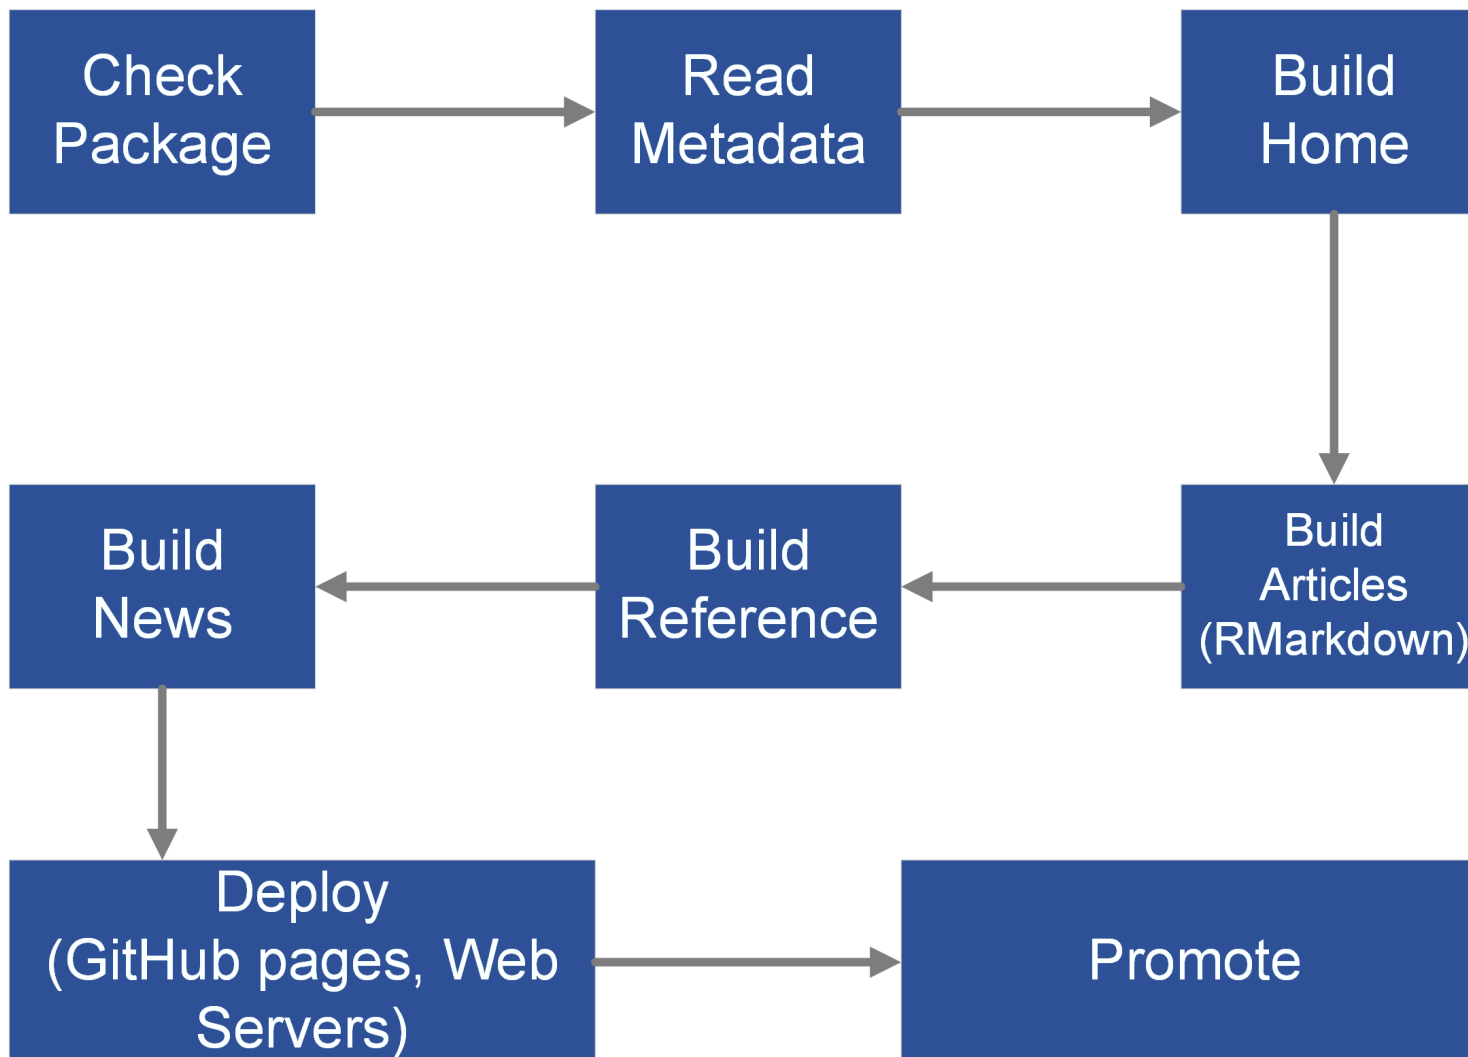 Check
Package
Read
Metadata
Build
Home
Build
Articles
(RMarkdown)
Build
Reference
Build
News
Deploy
(GitHub pages, Web
Servers)
Promote